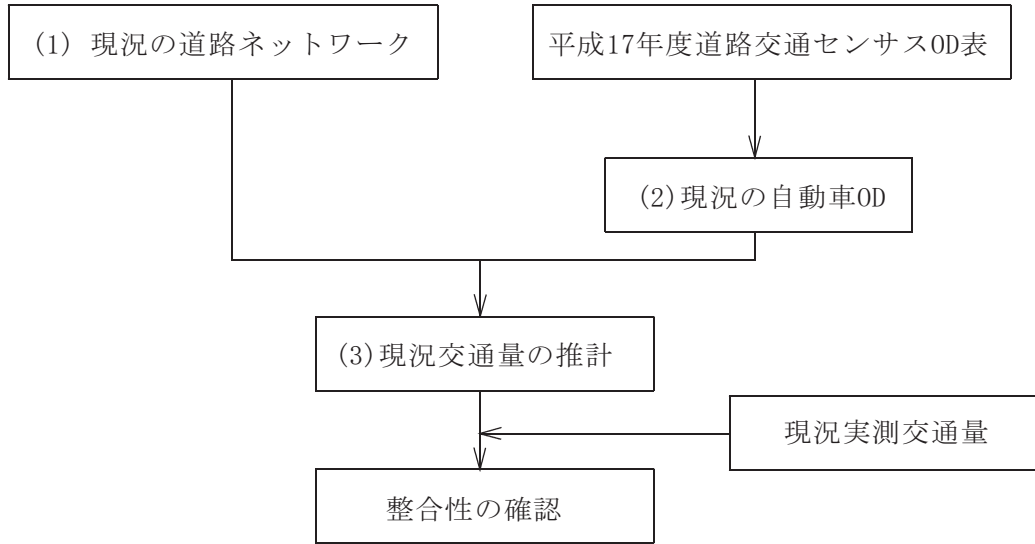 (1) 現況の道路ネットワーク
平成17年度道路交通センサスOD表
(2)現況の自動車OD
(3)現況交通量の推計
現況実測交通量
整合性の確認